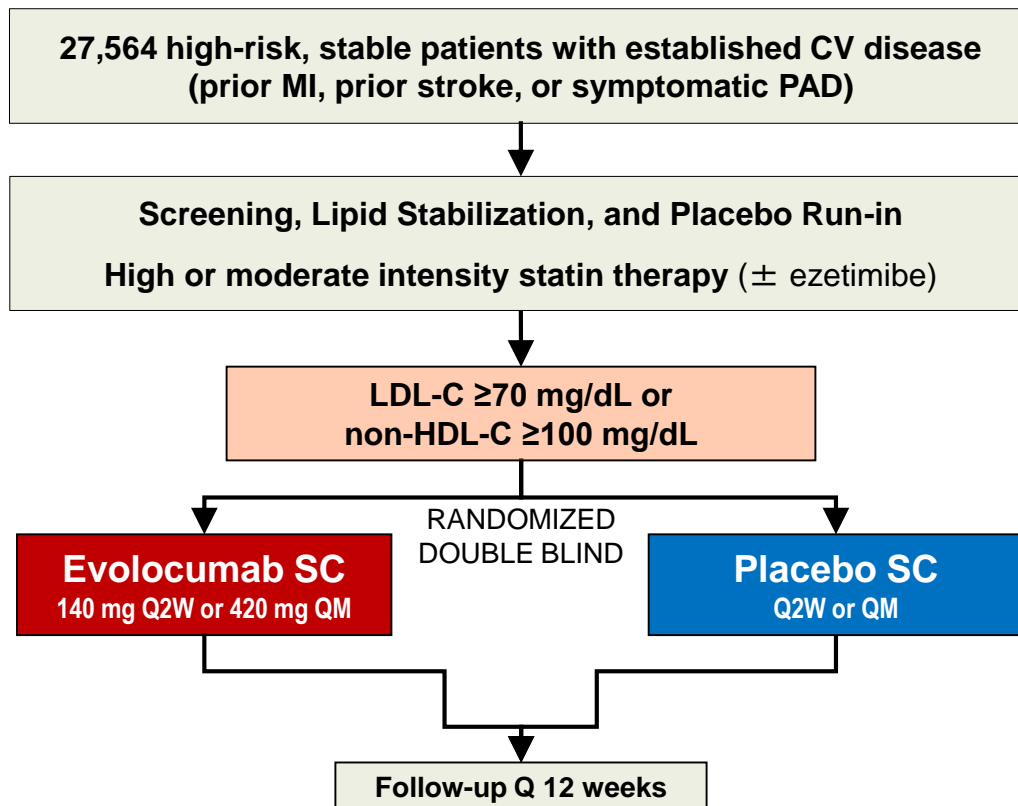 27,564 high-risk, stable patients with established CV disease
(prior MI, prior stroke, or symptomatic PAD)
Screening, Lipid Stabilization, and Placebo Run-in
High or moderate intensity statin therapy (± ezetimibe)
LDL-C ≥70 mg/dL or
non-HDL-C ≥100 mg/dL
RANDOMIZED
DOUBLE BLIND
Evolocumab SC
140 mg Q2W or 420 mg QM
Placebo SC
Q2W or QM
Follow-up Q 12 weeks